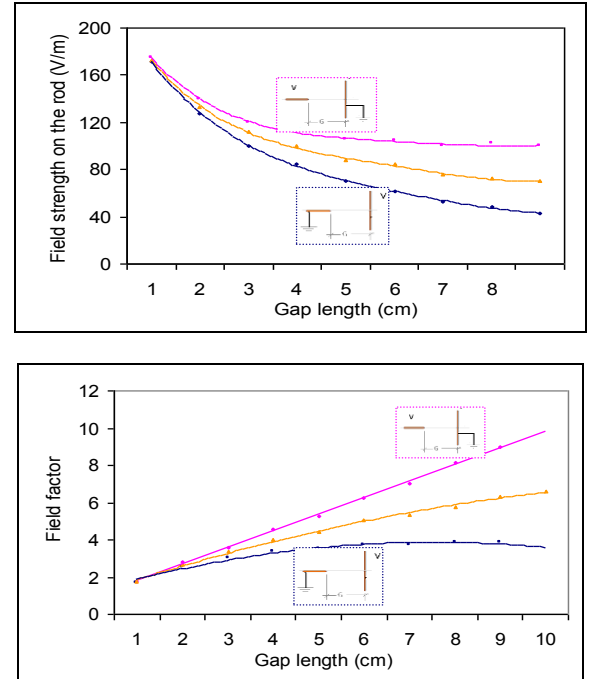 Field strength on the rod (V/m)
200
160
120
80
40
0
v
G
V
G
1 2 3 4 5 6 7 8
Gap length (cm)
Field factor
12
10
8
6
4
2
0
v
G
V
G
1 2 3 4 5 6 7 8 9 10
Gap length (cm)